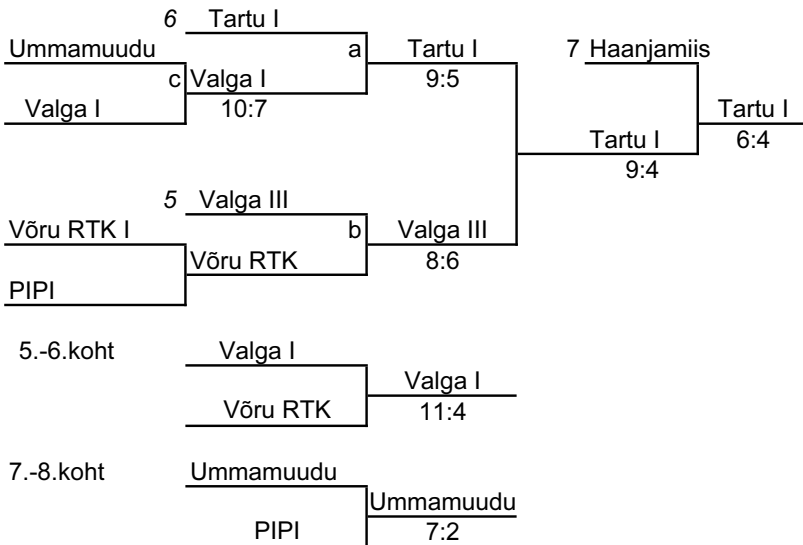 6 Tartu I
Ummamuudu a Tartu I 7 Haanjamiis
c Valga I 9:5
Valga I 10:7 Tartu I
Tartu I 6:4
9:4
5 Valga III
Võru RTK I b Valga III
Võru RTK 8:6
PIPI
5.-6.koht Valga I
Valga I
Võru RTK 11:4
7.-8.koht Ummamuudu
Ummamuudu
PIPI 7:2